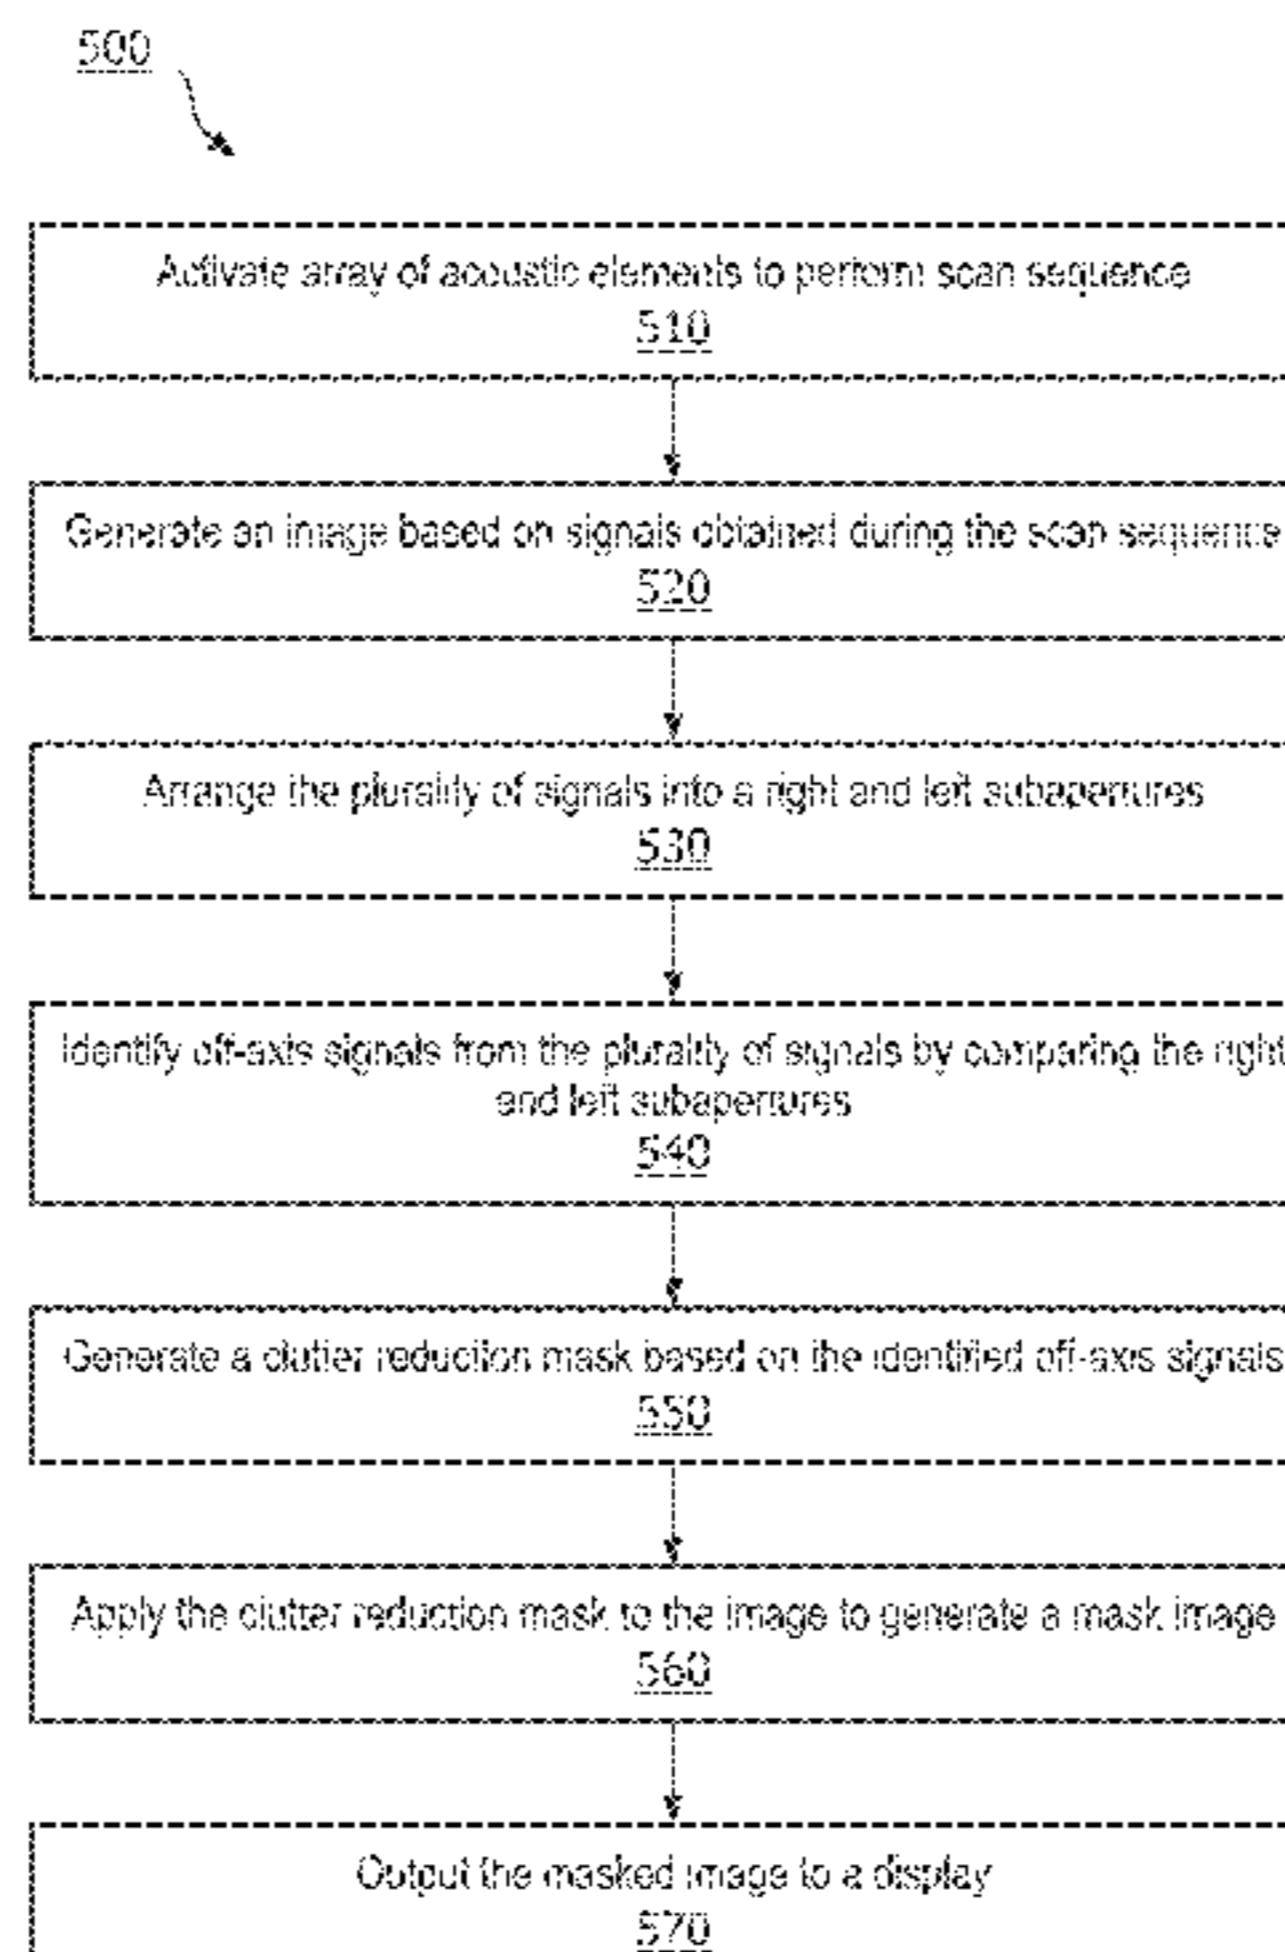 500
Activate array of acoustic elements to perform scan sequence
510
Generate an image based on signals obtained during the scan sequence
520
Arrange the plurality of signals into a right and left subapertures
530
Identify off-axis signals from the plurality of signals by comparing the right
and left subapertures
540
Generate a clutter reduction mask based on the identified off-axis signals
550
Apply the clutter reduction mask to the image to generate a mask image
560
Output the masked image to a display
570